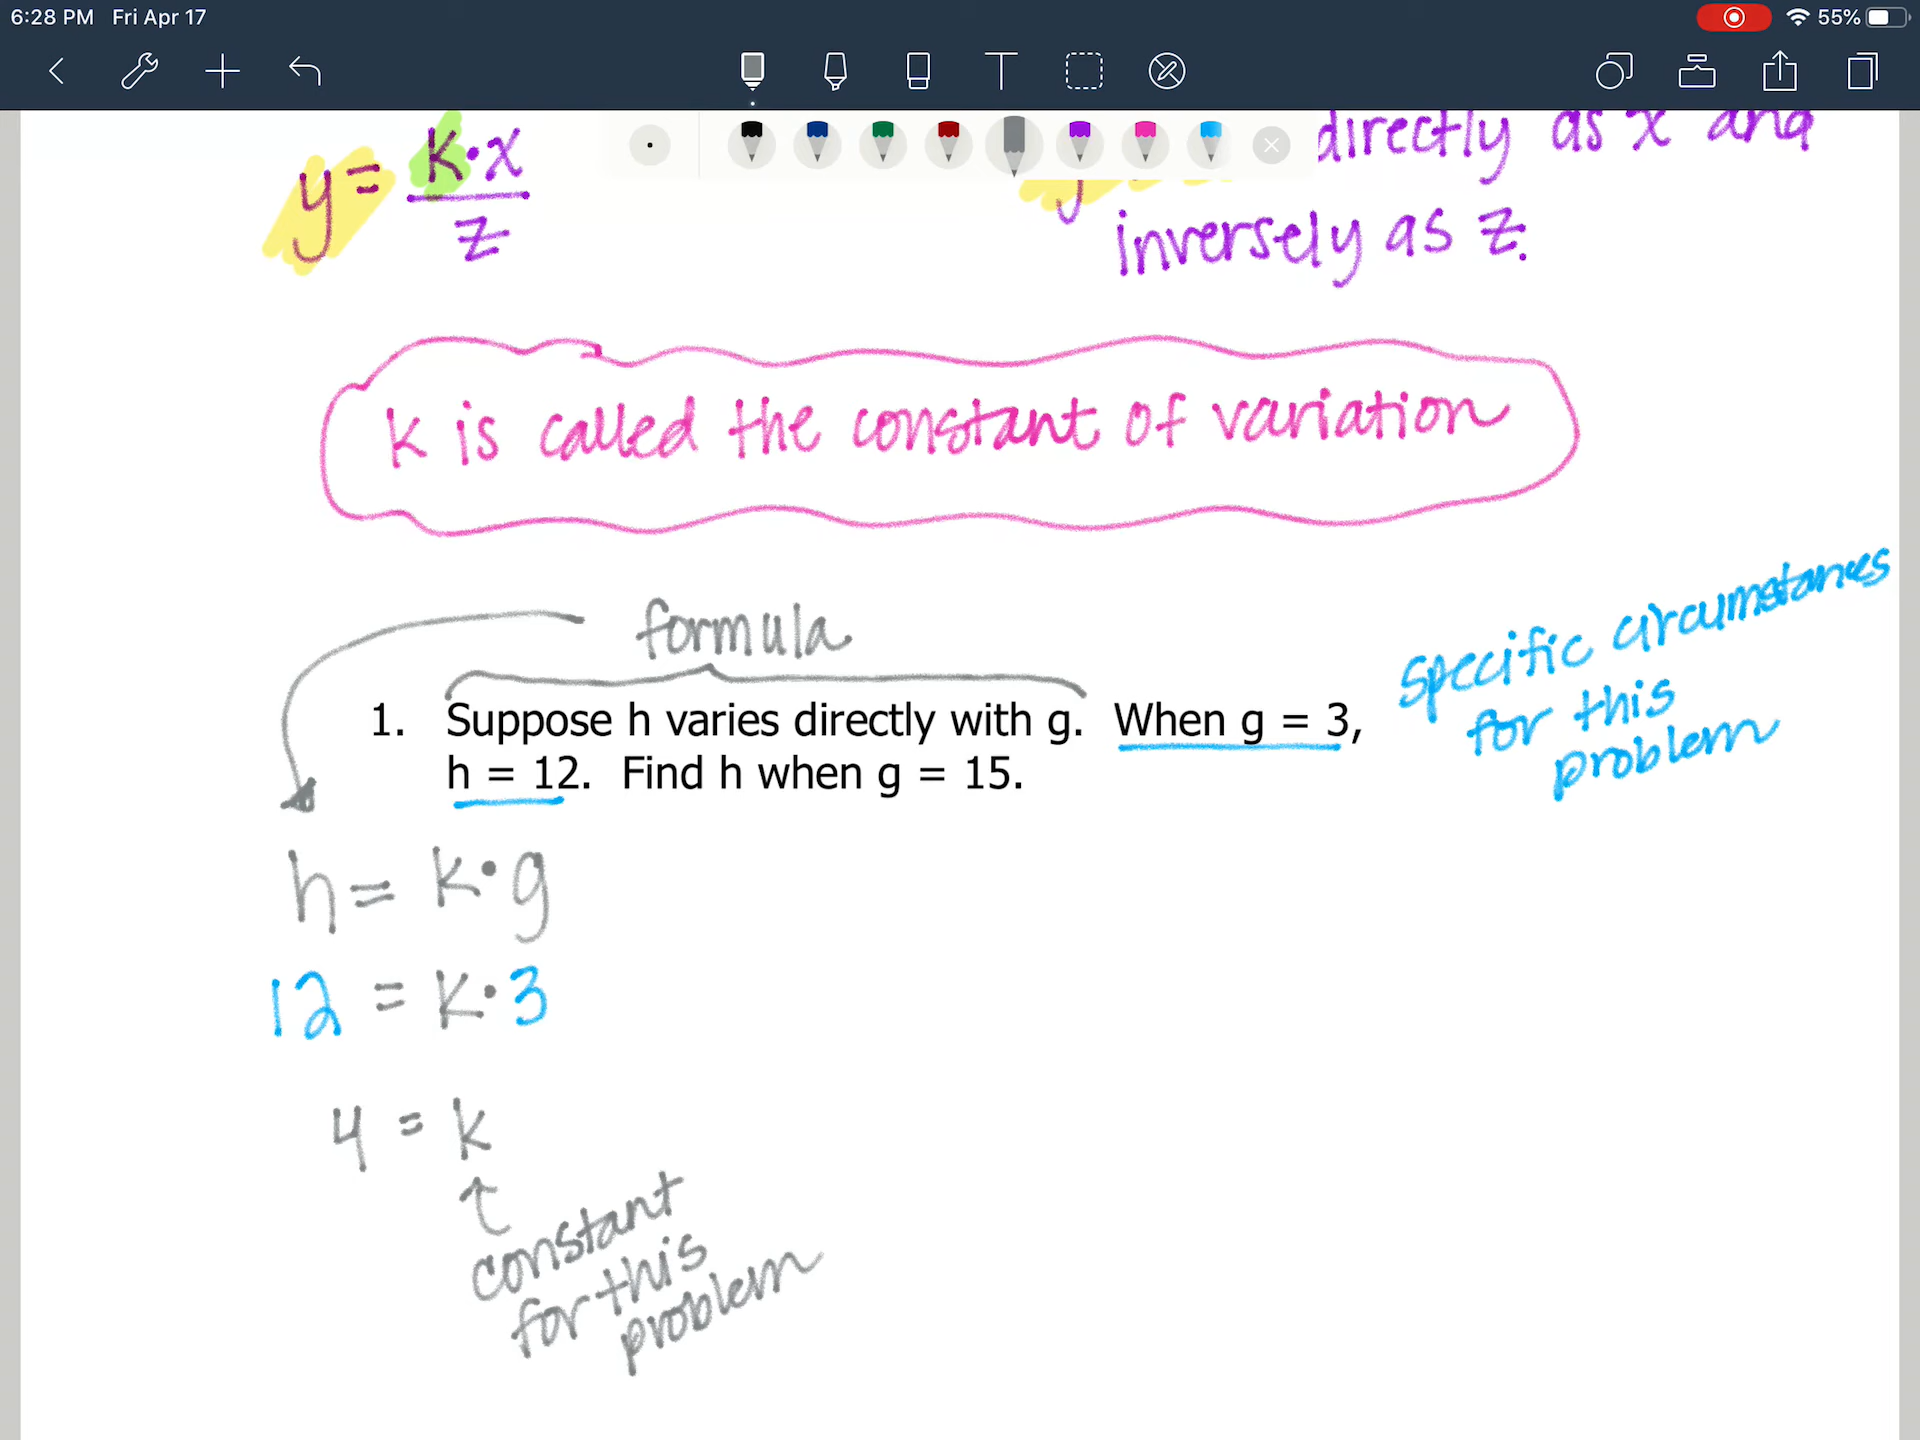 6:28 PM Fri Apr 17
55%
T
y = k·x
z
directly as x and
inversely as z.
k is called the constant of variation
formula
specific circumstances
for this
problem
1. Suppose h varies directly with g. When g = 3,
h = 12. Find h when g = 15.
h = k·g
12 = k·3
4 = k
constant
for this
problem